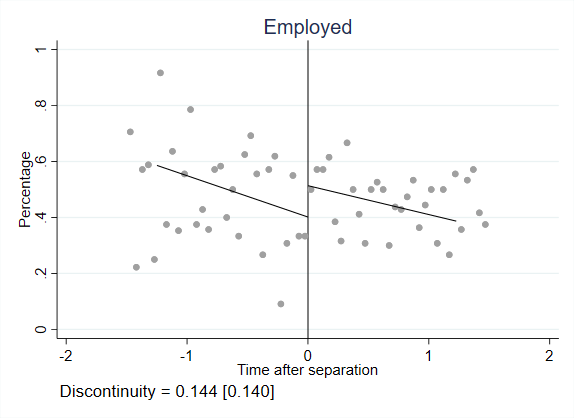 Employed
Percentage
1
.8
.6
.4
.2
0
-2 -1 0 1 2
Time after separation
Discontinuity = 0.144 [0.140]